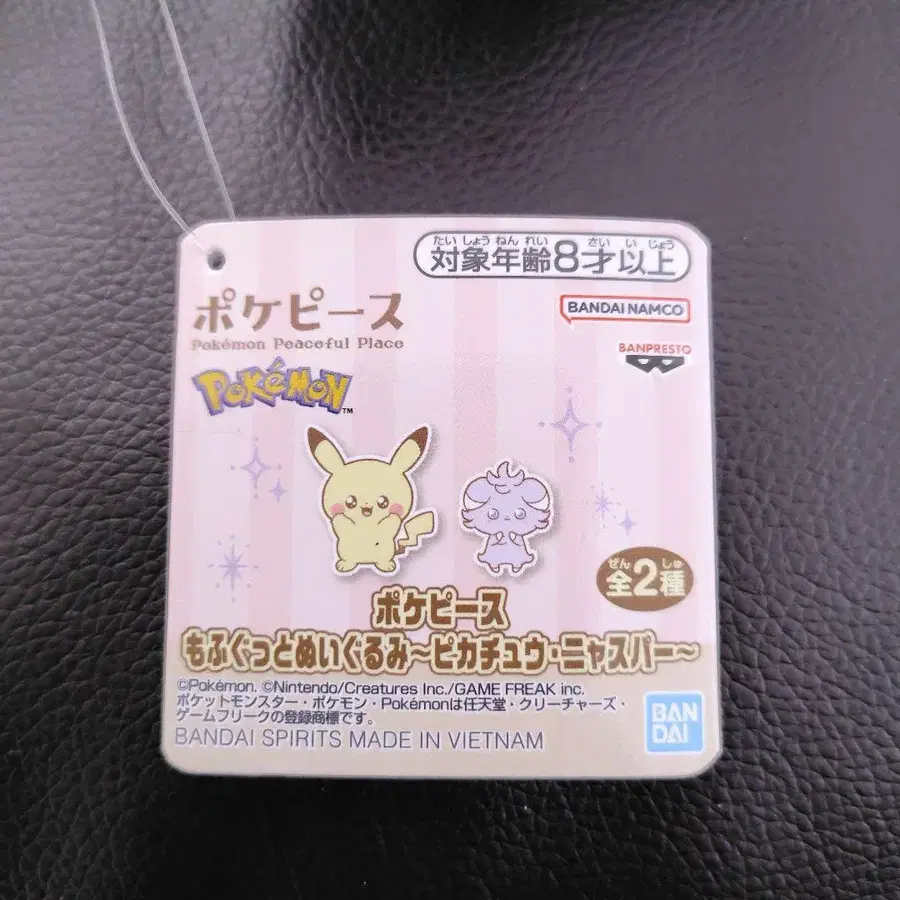 たい しょう ねん れい さい い じょう
対象年齢8才以上
ポケピース
Pokémon Peaceful Place
BANDAI NAMCO
BANPRESTO
POKéMON™
ぜん しゅ
全2種
ポケピース
もふぐっとぬいぐるみ～ピカチュウ・ニャスパー～
©Pokémon. ©Nintendo/Creatures Inc./GAME FREAK inc.
ポケットモンスター・ポケモン・Pokémonは任天堂・クリーチャーズ・
ゲームフリークの登録商標です。
BANDAI SPIRITS MADE IN VIETNAM
BAN
DAI